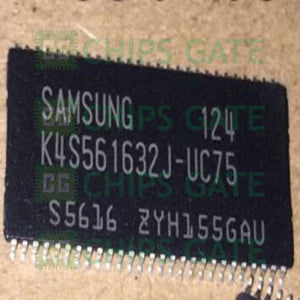 CHIPS GATE
SAMSUNG 124
K4S561632J-UC75
S5616 ZYH155GAU